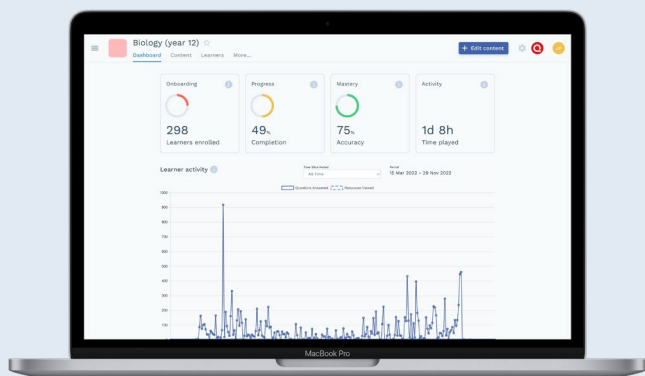 Biology (year 12)
Dashboard Content Learners More...
+ Edit content
Onboarding
298
Learners enrolled
Progress
49%
Completion
Mastery
75%
Accuracy
Activity
1d 8h
Time played
Learner activity
All Time
Period
15 Mar 2022 - 29 Nov 2022
Questions Answered Resources Viewed
1000
900
800
700
600
500
400
300
200
100
MacBook Pro